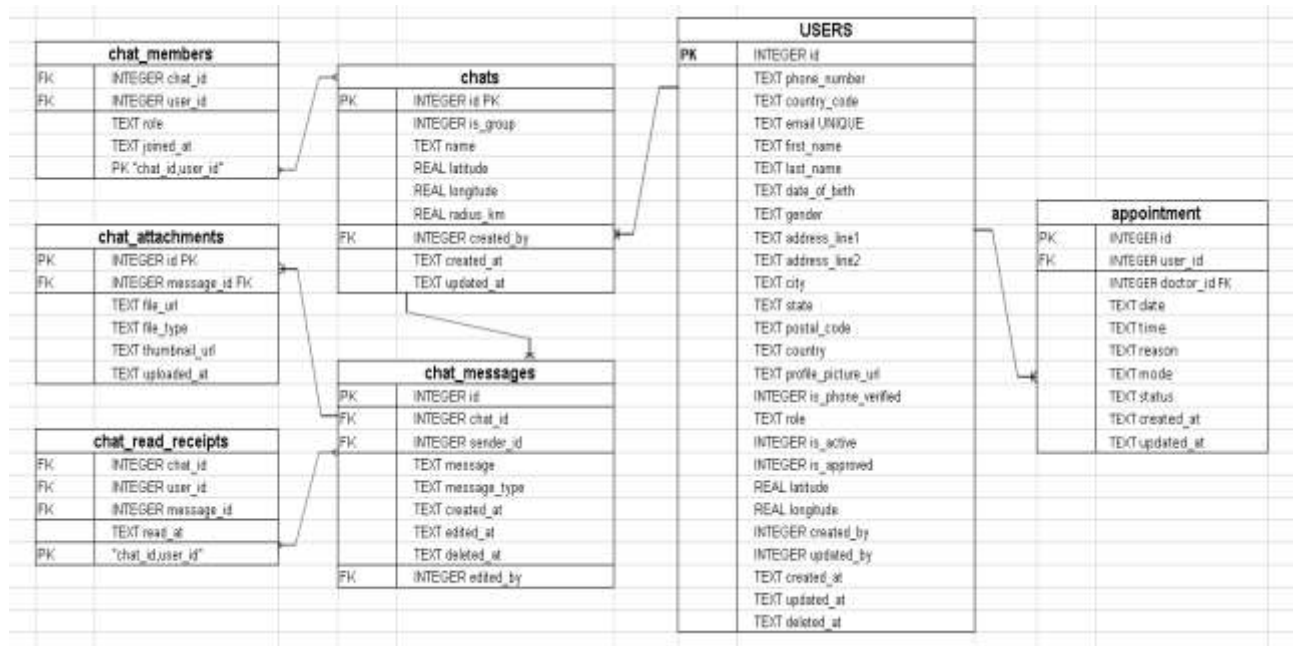 chat_members
FK INTEGER chat_id
FK INTEGER user_id
TEXT role
TEXT joined_at
PK "chat_id,user_id"
chat_attachments
PK INTEGER id PK
FK INTEGER message_id FK
TEXT file_url
TEXT file_type
TEXT thumbnail_url
TEXT uploaded_at
chat_read_receipts
FK INTEGER chat_id
FK INTEGER user_id
FK INTEGER message_id
TEXT read_at
PK "chat_id,user_id"
chats
PK INTEGER id PK
INTEGER is_group
TEXT name
REAL latitude
REAL longitude
REAL radius_km
FK INTEGER created_by
TEXT created_at
TEXT updated_at
chat_messages
PK INTEGER id
FK INTEGER chat_id
FK INTEGER sender_id
TEXT message
TEXT message_type
TEXT created_at
TEXT edited_at
TEXT deleted_at
FK INTEGER edited_by
USERS
PK INTEGER id
TEXT phone_number
TEXT country_code
TEXT email UNIQUE
TEXT first_name
TEXT last_name
TEXT date_of_birth
TEXT gender
TEXT address_line1
TEXT address_line2
TEXT city
TEXT state
TEXT postal_code
TEXT country
TEXT profile_picture_url
INTEGER is_phone_verified
TEXT role
INTEGER is_active
INTEGER is_approved
REAL latitude
REAL longitude
INTEGER created_by
INTEGER updated_by
TEXT created_at
TEXT updated_at
TEXT deleted_at
appointment
PK INTEGER id
FK INTEGER user_id
INTEGER doctor_id FK
TEXT date
TEXT time
TEXT reason
TEXT mode
TEXT status
TEXT created_at
TEXT updated_at